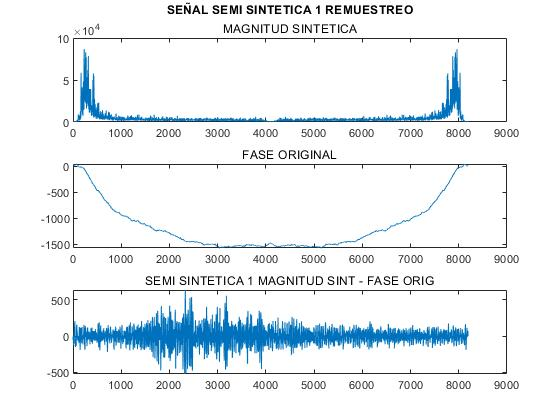 SEÑAL SEMI SINTETICA 1 REMUESTREO
MAGNITUD SINTETICA
×10⁴
10
5
0
0 1000 2000 3000 4000 5000 6000 7000 8000 9000
FASE ORIGINAL
0
-500
-1000
-1500
0 1000 2000 3000 4000 5000 6000 7000 8000 9000
SEMI SINTETICA 1 MAGNITUD SINT - FASE ORIG
500
0
-500
0 1000 2000 3000 4000 5000 6000 7000 8000 9000